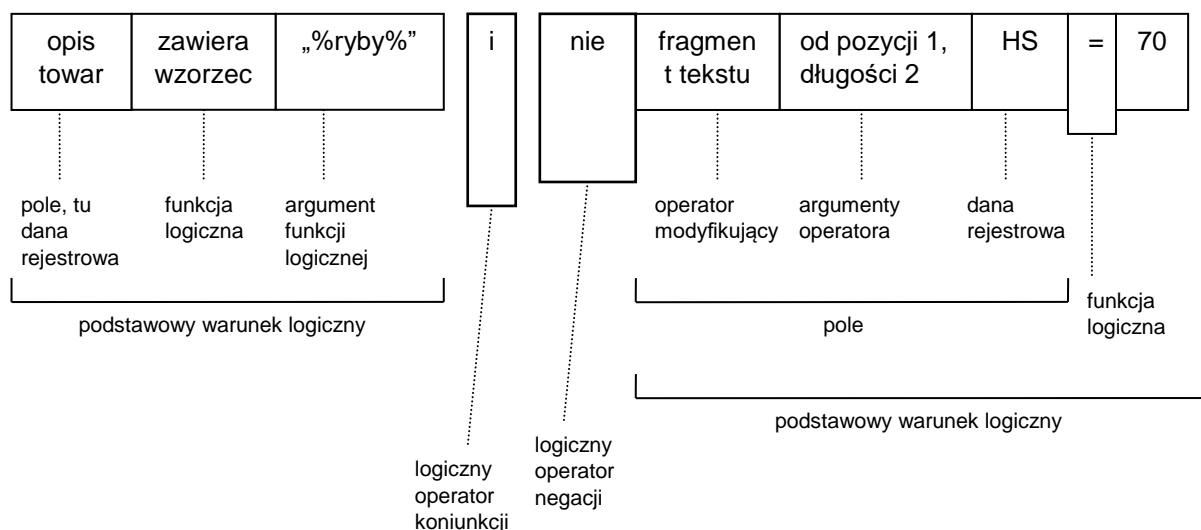 opis
towar
zawiera
wzorzec
„%ryby%”
i
nie
fragmen
t tekstu
od pozycji 1,
długości 2
HS
=
70
pole, tu
dana
rejestrowa
funkcja
logiczna
argument
funkcji
logicznej
operator
modyfikujący
argumenty
operatora
dana
rejestrowa
podstawowy warunek logiczny
pole
funkcja
logiczna
podstawowy warunek logiczny
logiczny
operator
koniunkcji
logiczny
operator
negacji